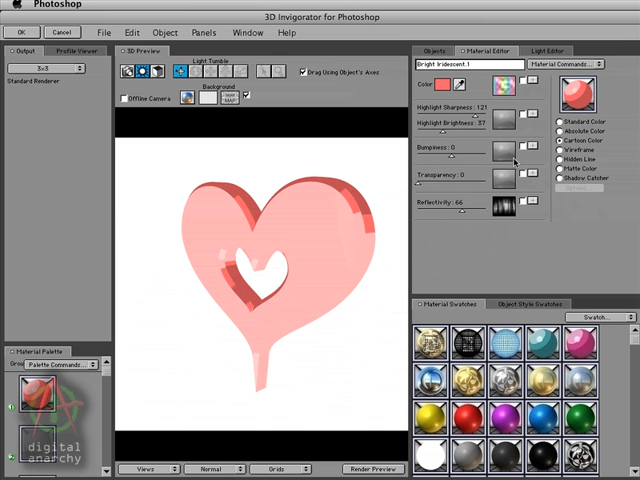 Photoshop
3D Invigorator for Photoshop
OK
Cancel
File Edit Object Panels Window Help
Output
Profile Viewer
3x3
Standard Renderer
3D Preview
Light Tumble
Drag Using Object's Axes
Background
Offline Camera
MAP
Views
Normal
Grids
Render Preview
Objects
Material Editor
Light Editor
Bright Iridescent.1
Material Commands...
Color
Highlight Sharpness: 121
Highlight Brightness: 37
Bumpiness: 0
Transparency: 0
Reflectivity: 66
Standard Color
Absolute Color
Cartoon Color
Wireframe
Hidden Line
Matte Color
Shadow Catcher
Material Swatches
Object Style Swatches
Swatch...
Material Palette
Palette Commands...
digital
anarchy